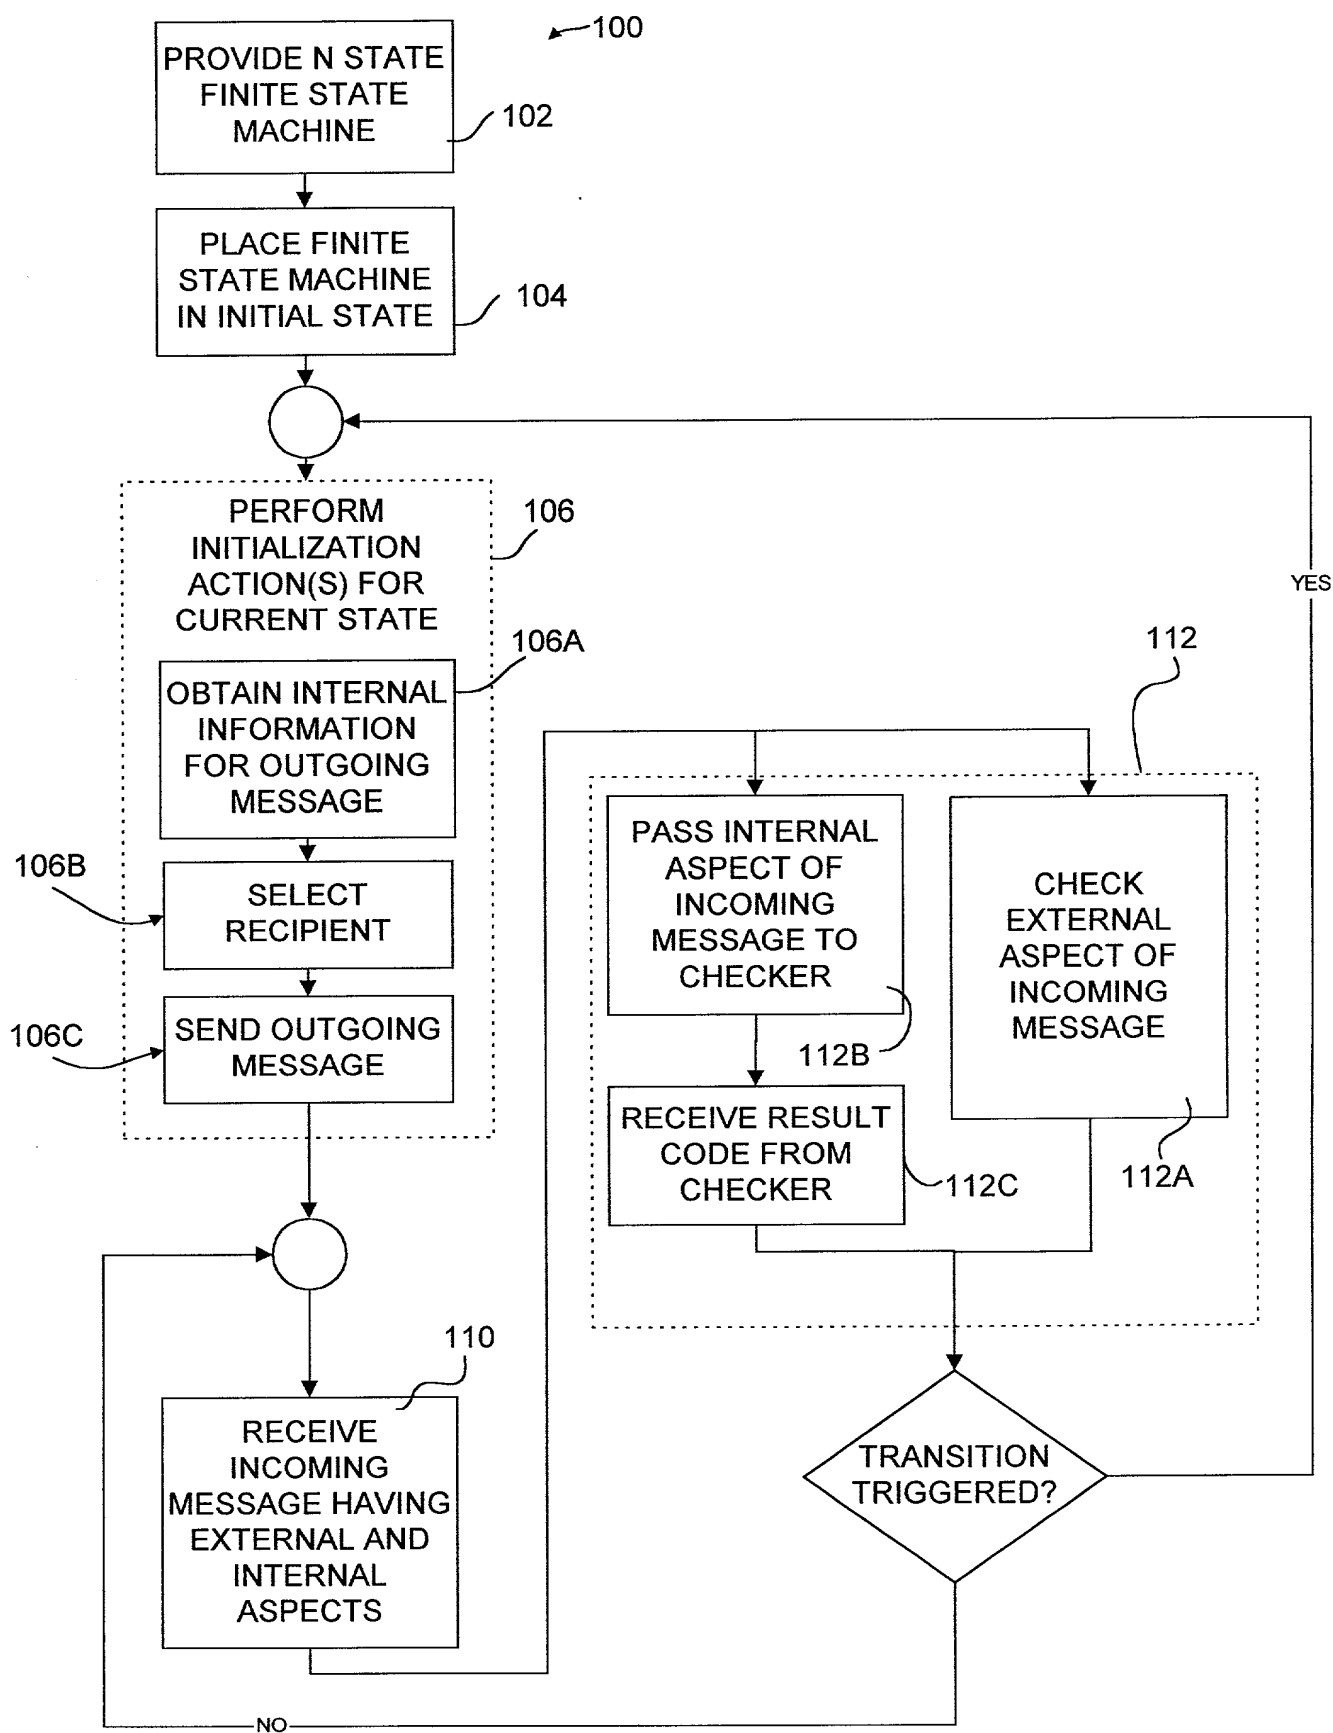 100
PROVIDE N STATE
FINITE STATE
MACHINE
102
PLACE FINITE
STATE MACHINE
IN INITIAL STATE
104
PERFORM
INITIALIZATION
ACTION(S) FOR
CURRENT STATE
106
106A
OBTAIN INTERNAL
INFORMATION
FOR OUTGOING
MESSAGE
106B
SELECT
RECIPIENT
106C
SEND OUTGOING
MESSAGE
110
RECEIVE
INCOMING
MESSAGE HAVING
EXTERNAL AND
INTERNAL
ASPECTS
112
PASS INTERNAL
ASPECT OF
INCOMING
MESSAGE TO
CHECKER
112B
RECEIVE RESULT
CODE FROM
CHECKER
112C
CHECK
EXTERNAL
ASPECT OF
INCOMING
MESSAGE
112A
TRANSITION
TRIGGERED?
YES
NO